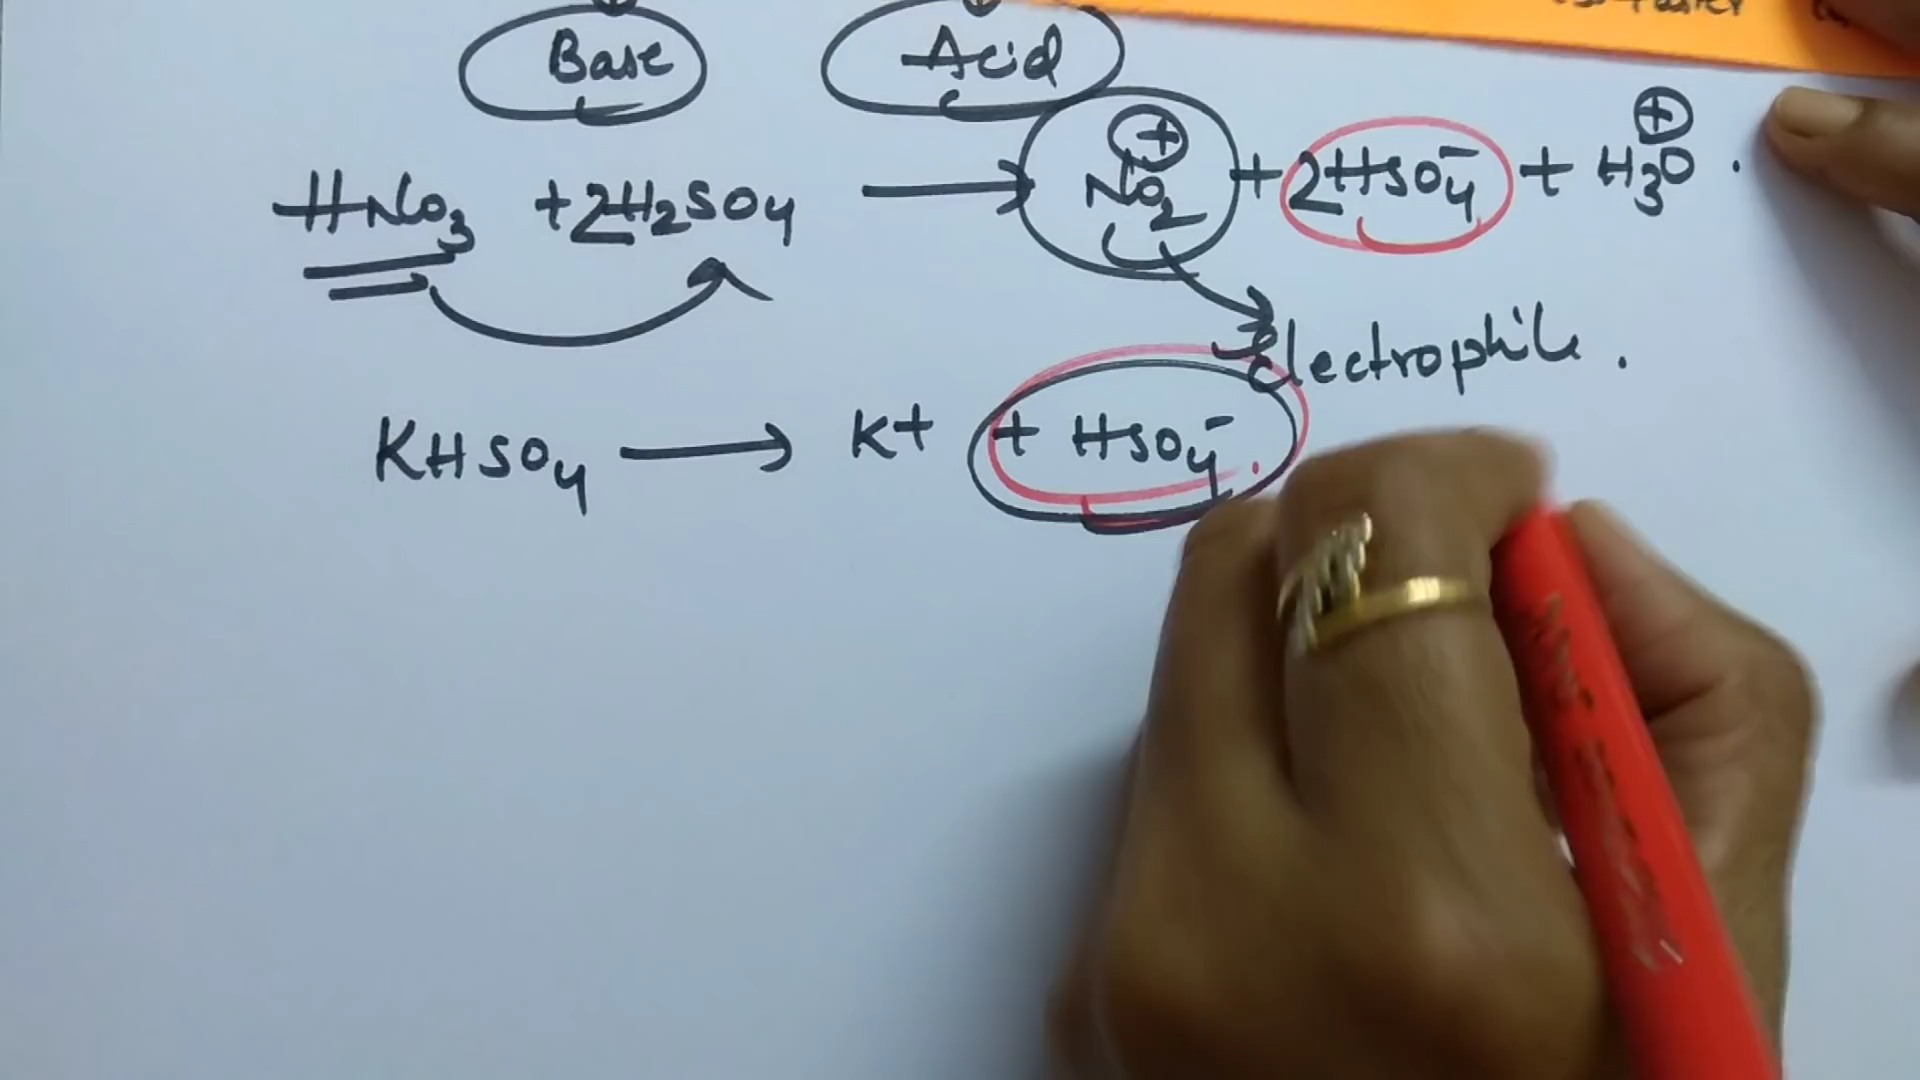 Base Acid
HNO3 + 2H2SO4 → NO2⊕ + 2HSO4⁻ + H3O⊕ .
Electrophile .
KHSO4 → K+ + HSO4⁻ .